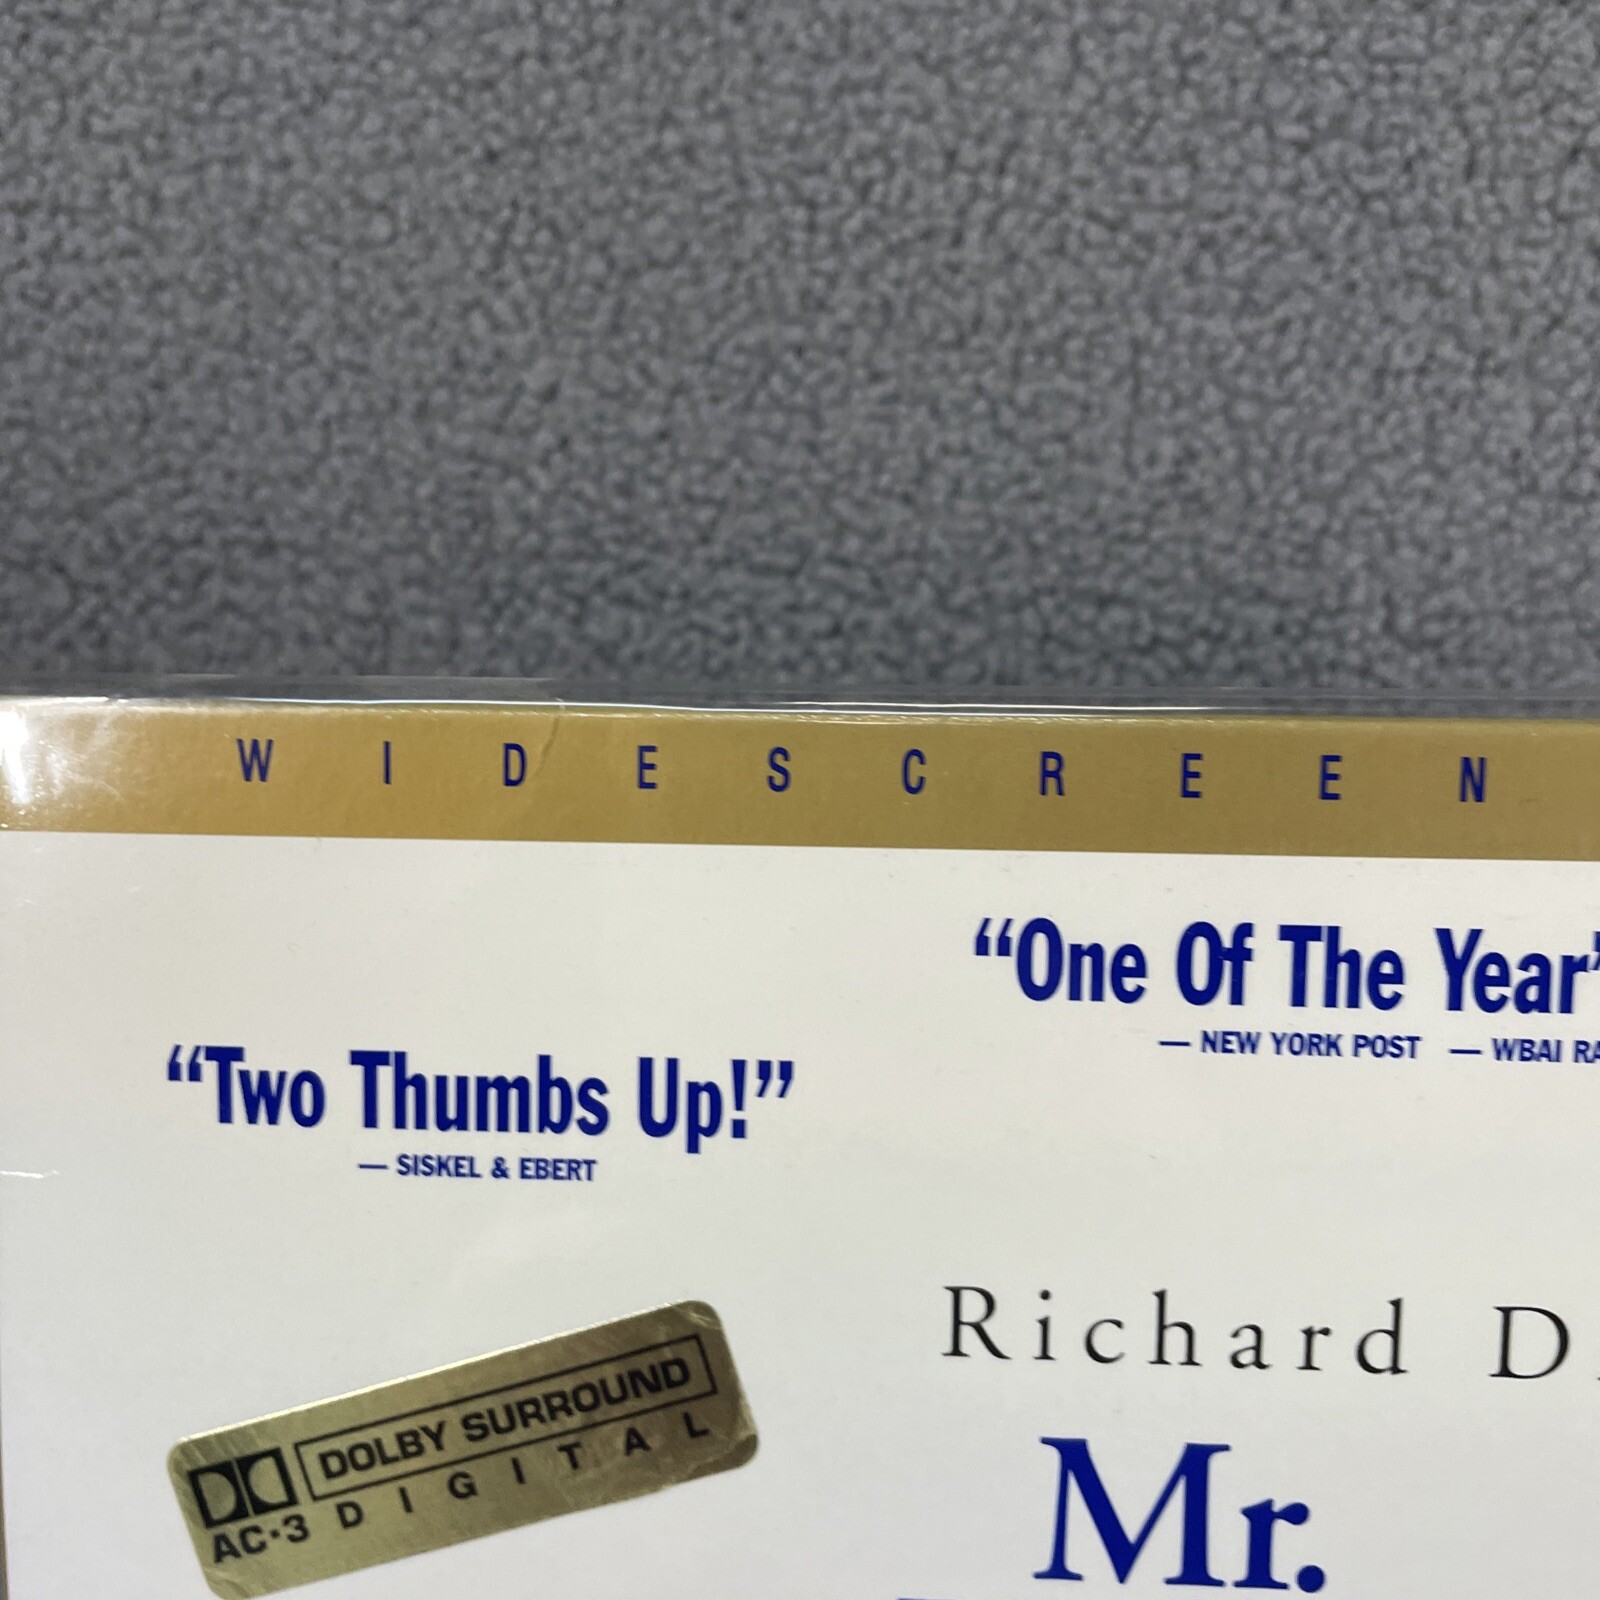 WIDESCREEN
“One Of The Year”
— NEW YORK POST — WBAI
“Two Thumbs Up!”
— SISKEL & EBERT
Richard
Mr.
DOLBY SURROUND
AC-3 DIGITAL